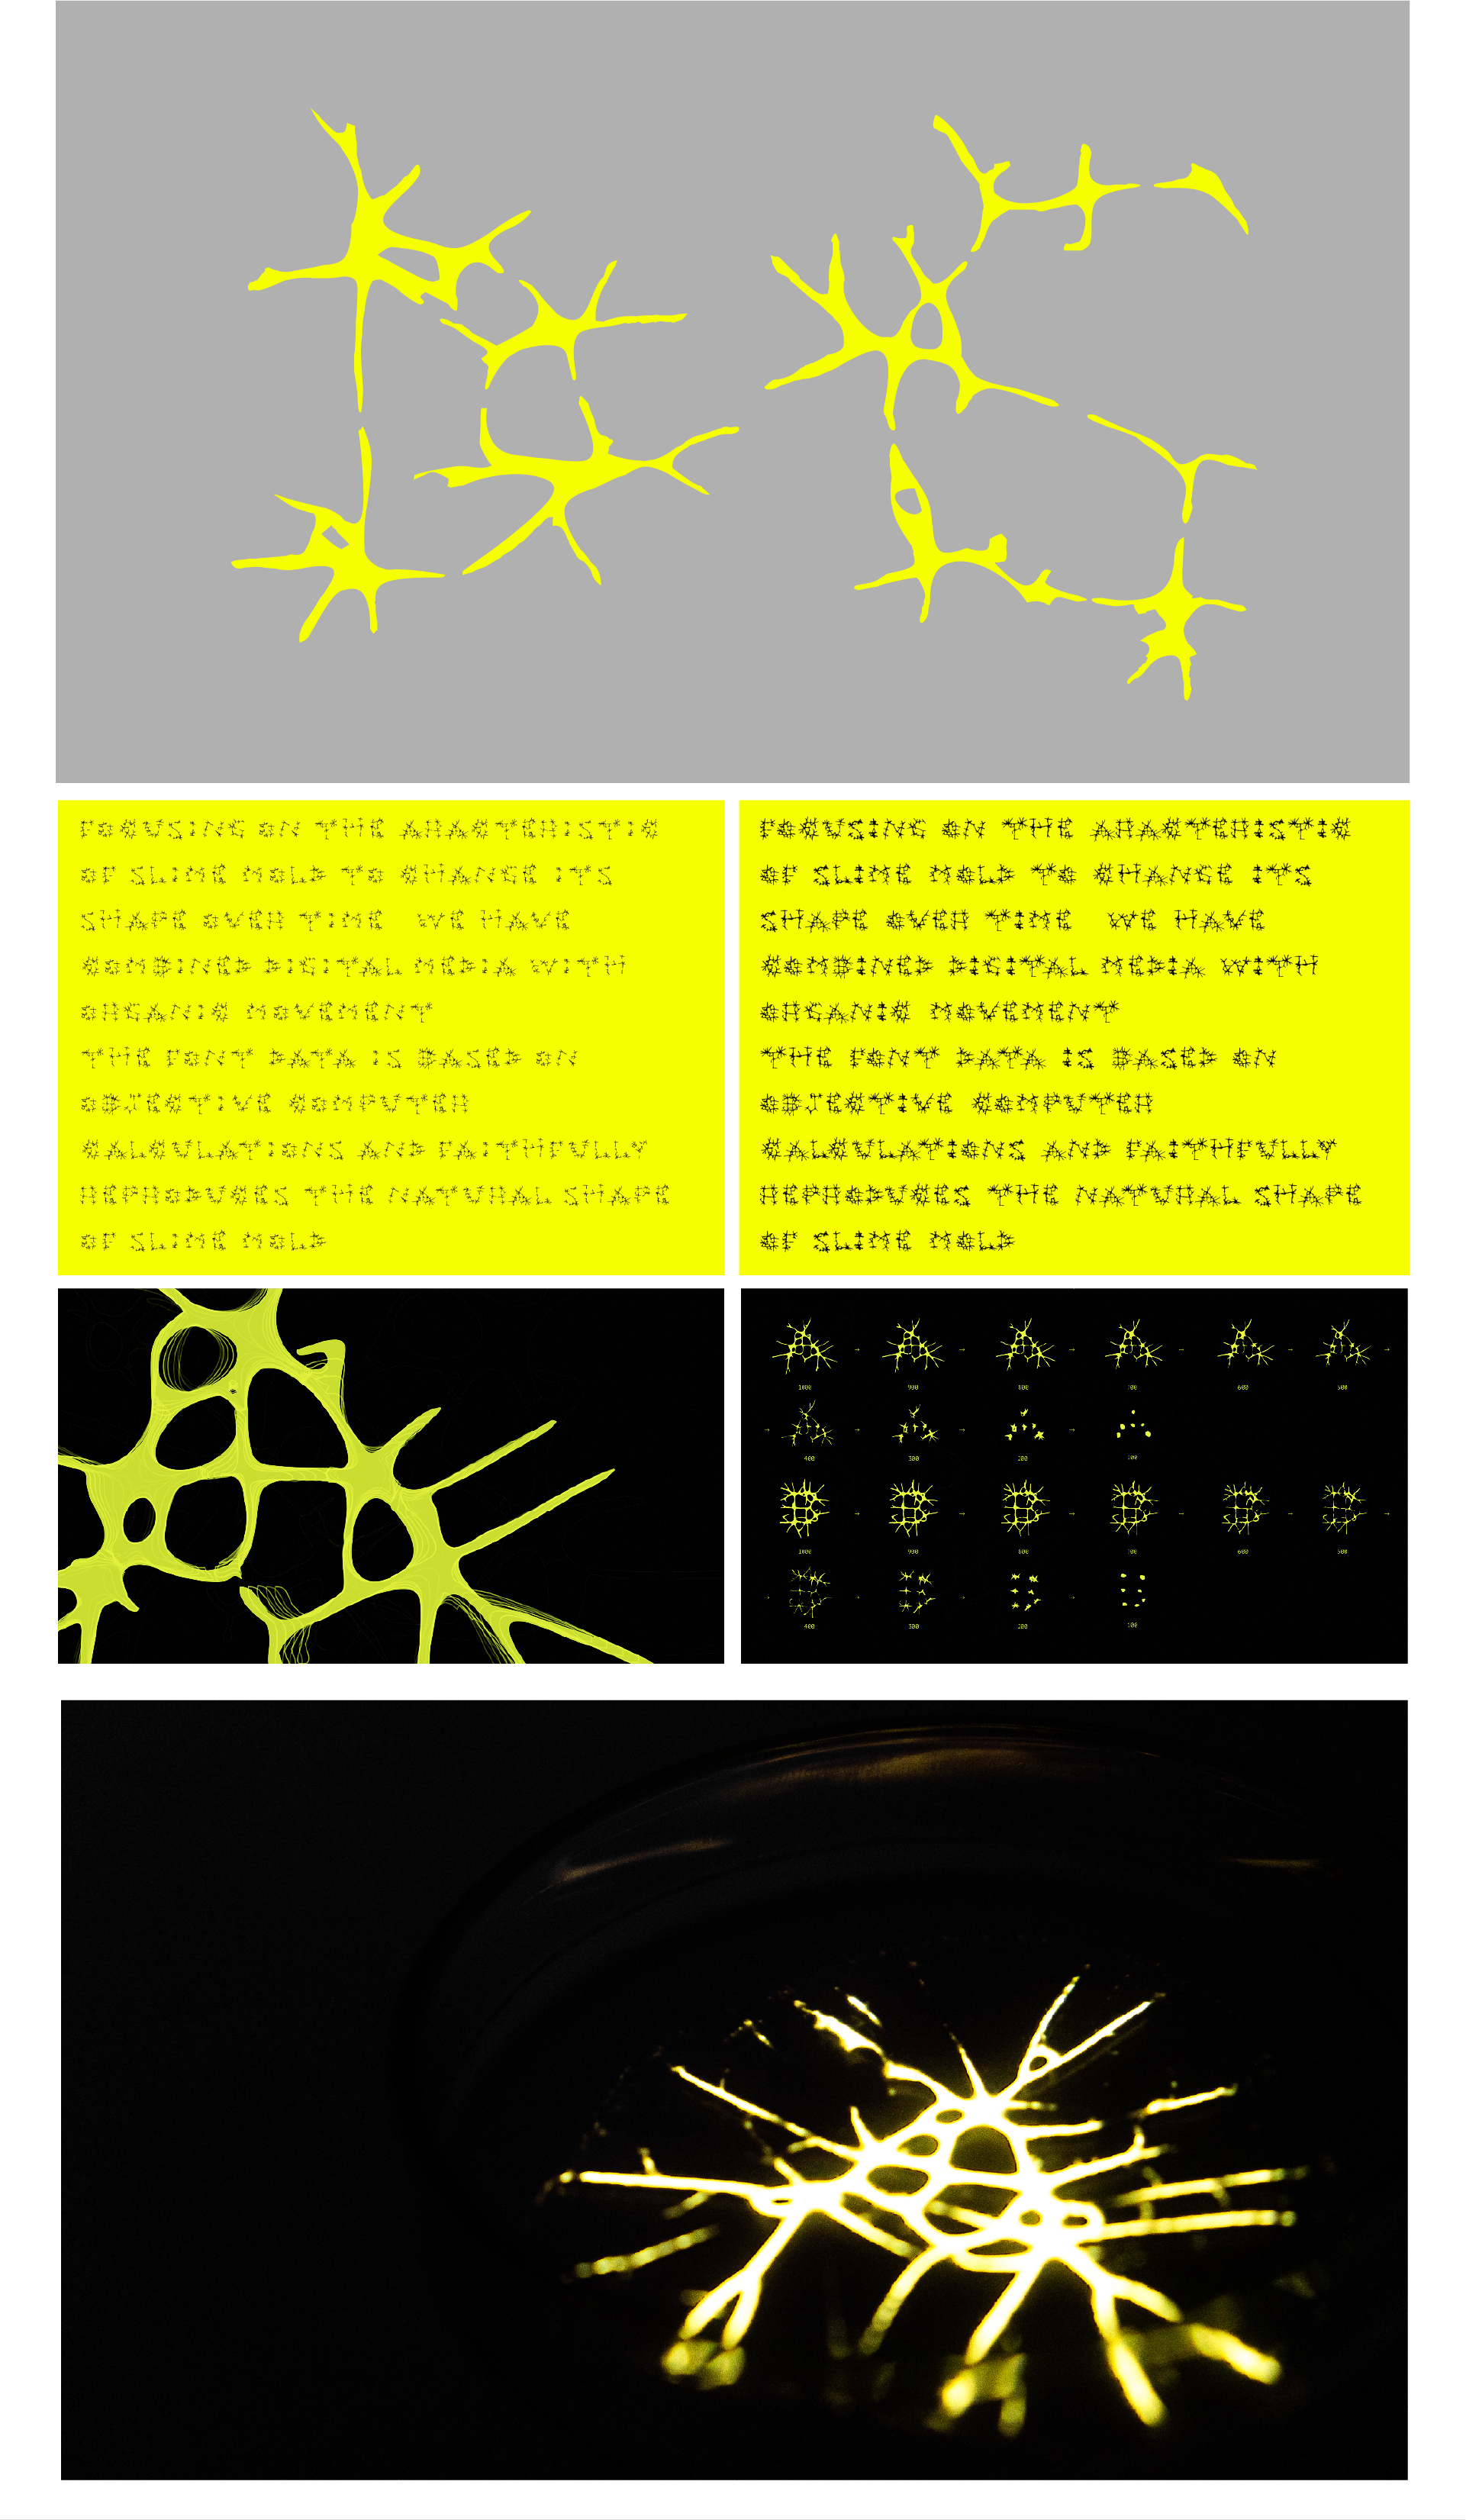 FOCUSING ON THE ARACTERISTIC
OF SLIME MOLD TO CHANGE ITS
SHAPE OVER TIME WE HAVE
COMBINED DIGITAL MEDIA WITH
ORGANIC MOVEMENT
THE FONT DATA IS BASED ON
OBJECTIVE COMPUTER
CALCULATIONS AND FAITHFULLY
REPRODUCES THE NATURAL SHAPE
OF SLIME MOLD
FOCUSING ON THE ARACTERISTIC
OF SLIME MOLD TO CHANGE ITS
SHAPE OVER TIME WE HAVE
COMBINED DIGITAL MEDIA WITH
ORGANIC MOVEMENT
THE FONT DATA IS BASED ON
OBJECTIVE COMPUTER
CALCULATIONS AND FAITHFULLY
REPRODUCES THE NATURAL SHAPE
OF SLIME MOLD
1000 900 800 700 600 500
400 300 200 100
1000 900 800 700 600 500
400 300 200 100